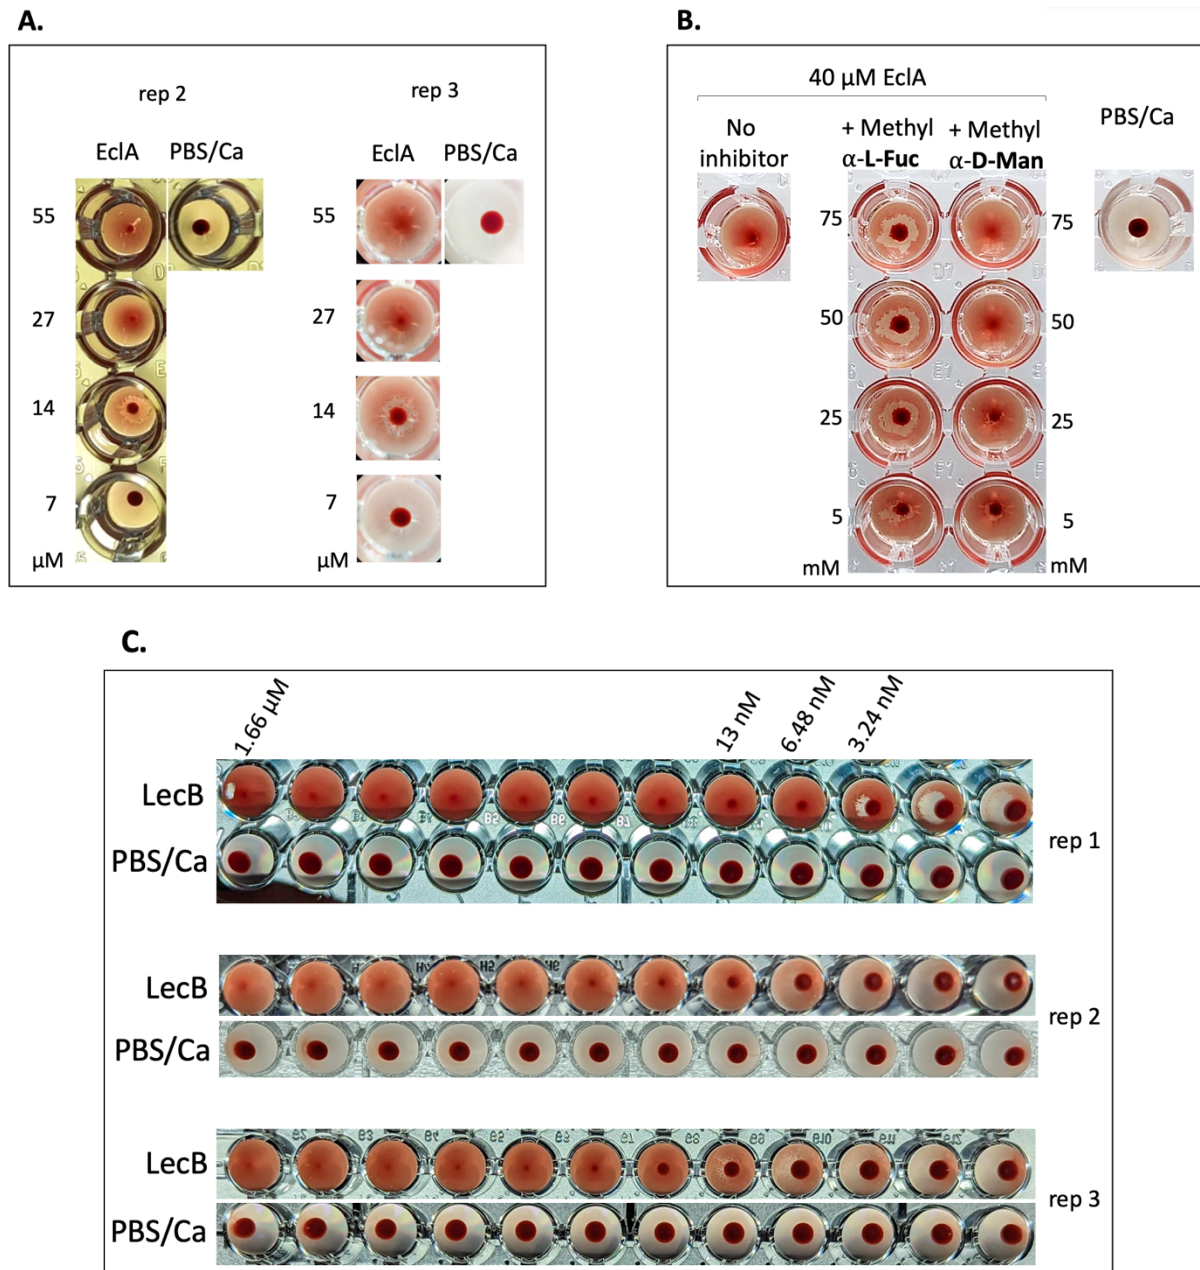 A.
rep 2
rep 3
EclA PBS/Ca
EclA PBS/Ca
55
27
14
7
µM
55
27
14
7
µM
B.
40 µM EclA
No inhibitor
+ Methyl α-L-Fuc
+ Methyl α-D-Man
PBS/Ca
75
50
25
5
mM
75
50
25
5
mM
C.
1.66 µM
13 nM
6.48 nM
3.24 nM
LecB
PBS/Ca
rep 1
LecB
PBS/Ca
rep 2
LecB
PBS/Ca
rep 3